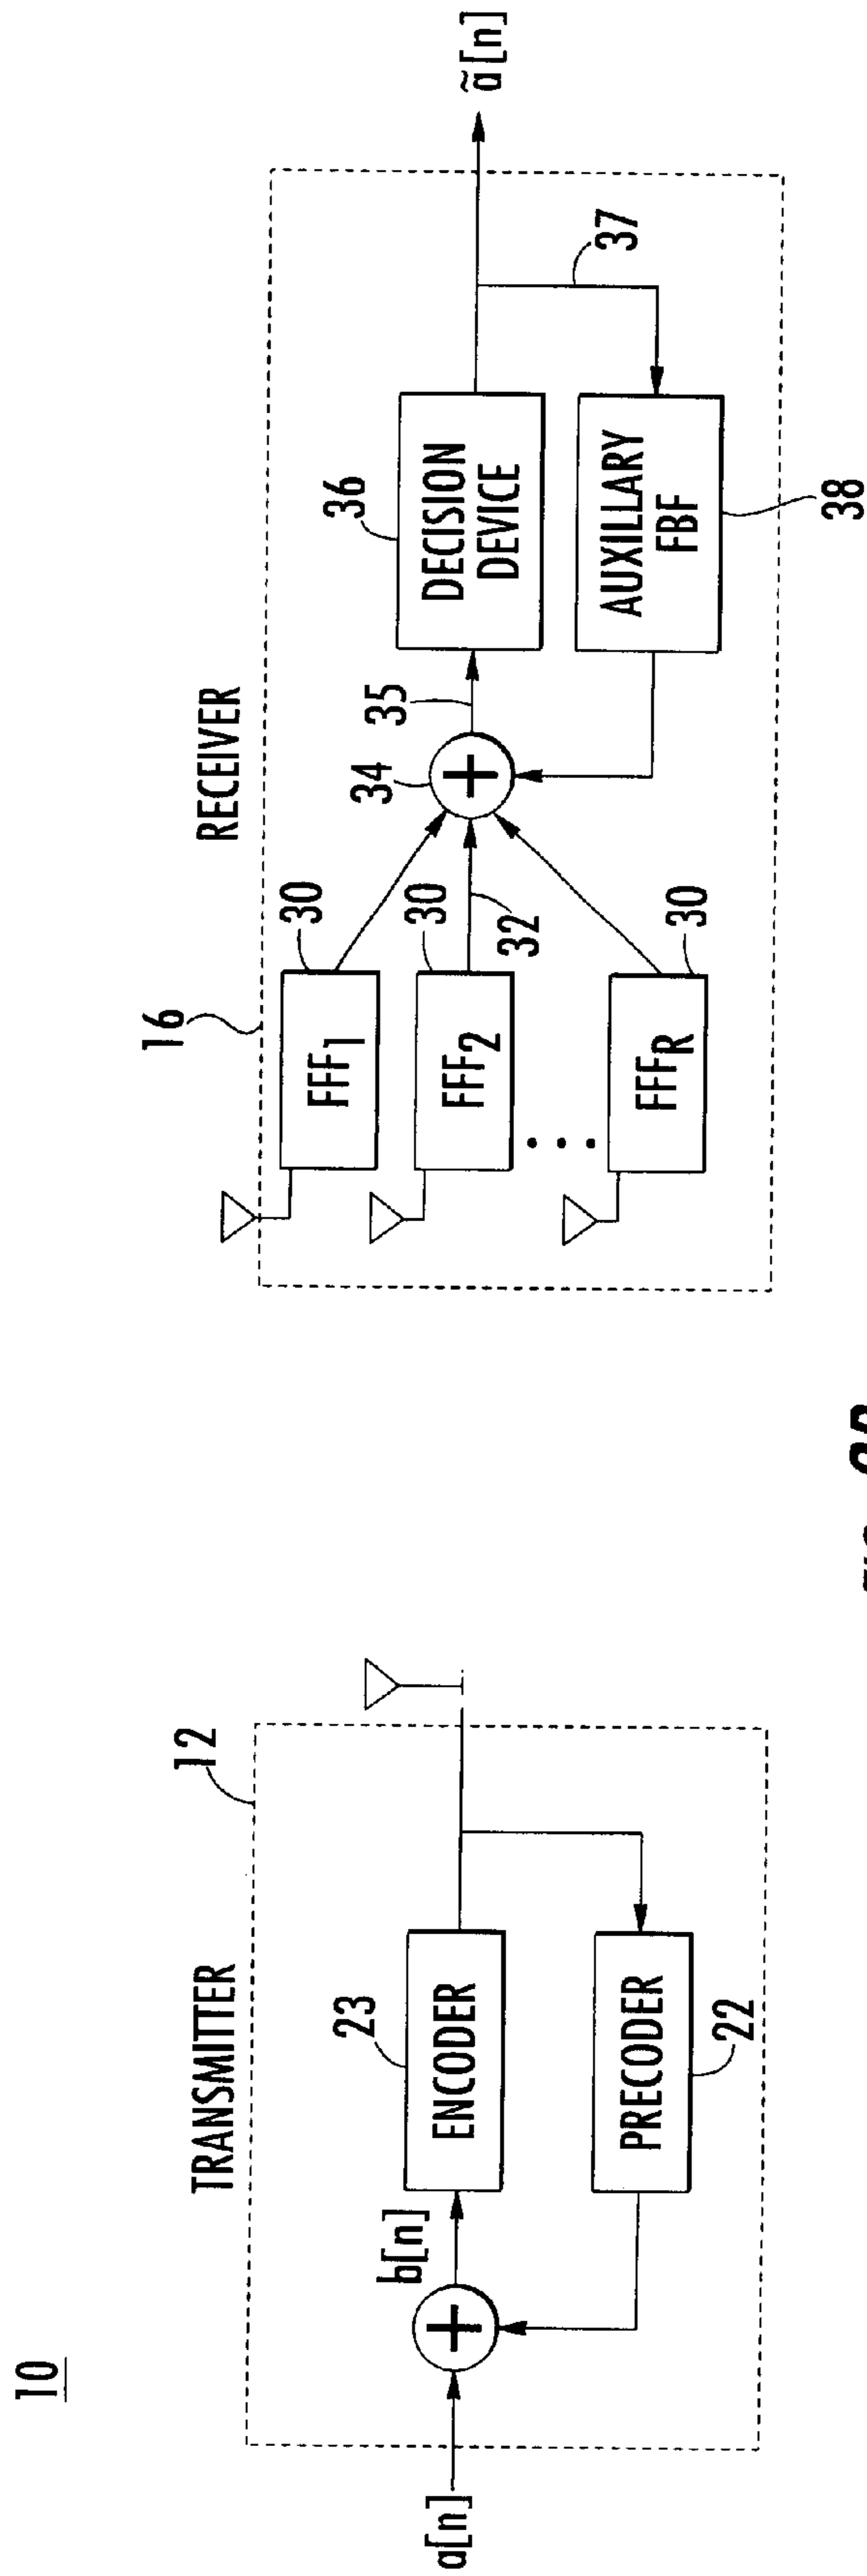 10
TRANSMITTER
12
a[n]
b[n]
23
ENCODER
PRECODER
22
RECEIVER
16
FFF1
30
FFF2
30
32
FFFR
30
34
35
36
DECISION
DEVICE
37
AUXILLARY
FBF
38
ã[n]